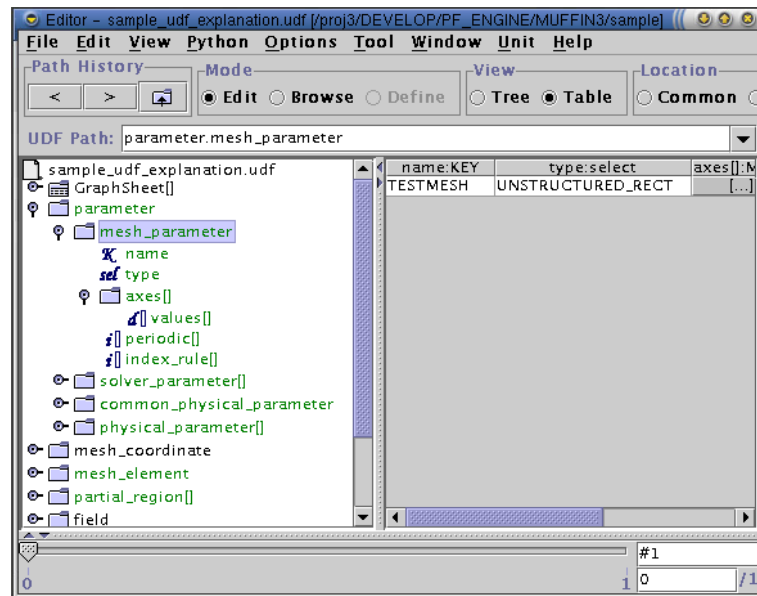 Editor - sample_udf_explanation.udf [/proj3/DEVELOP/PF_ENGINE/MUFFIN3/sample]
File Edit View Python Options Tool Window Unit Help
Path History Mode View Location
< > Edit Browse Define Tree Table Common
UDF Path: parameter.mesh_parameter
sample_udf_explanation.udf
GraphSheet[]
parameter
mesh_parameter
K name
sel type
axes[]
d[] values[]
i[] periodic[]
i[] index_rule[]
solver_parameter[]
common_physical_parameter
physical_parameter[]
mesh_coordinate
mesh_element
partial_region[]
field
name:KEY type:select axes[]:M
TESTMESH UNSTRUCTURED_RECT [...]
#1
0 1 0 /1